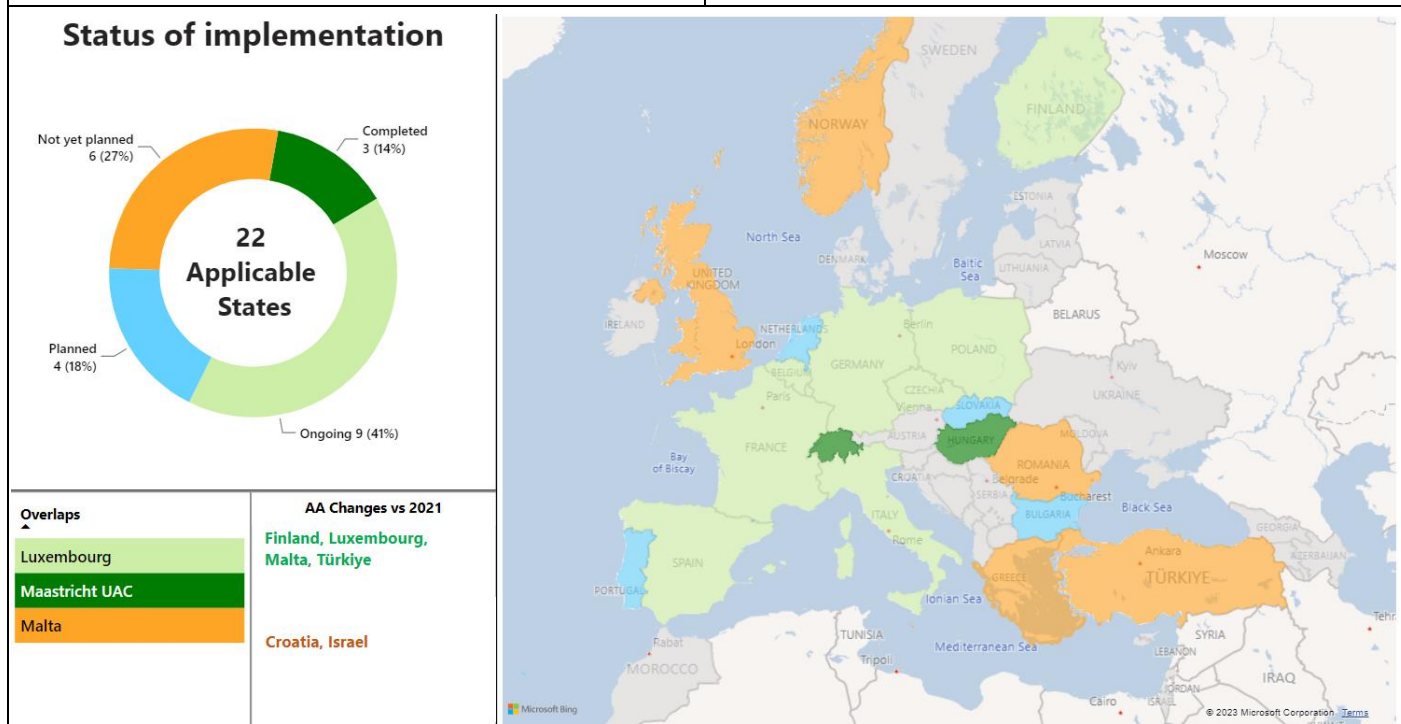 Status of implementation
Not yet planned
6 (27%)
Completed
3 (14%)
22
Applicable
States
Planned
4 (18%)
Ongoing 9 (41%)
Overlaps
Luxembourg
Maastricht UAC
Malta
AA Changes vs 2021
Finland, Luxembourg,
Malta, Türkiye
Croatia, Israel
SWEDEN
FINLAND
NORWAY
ESTONIA
North Sea
LATVIA
Moscow
DENMARK
Baltic
Sea
LITHUANIA
UNITED
KINGDOM
BELARUS
IRELAND
NETHERLANDS
Berlin
London
POLAND
GERMANY
BELGIUM
Kyiv
CZECHIA
UKRAINE
Paris
Vienna
SLOVAKIA
AUSTRIA
HUNGARY
MOLDOVA
FRANCE
Bay
of Biscay
ROMANIA
CROATIA
Belgrade
SERBIA
Bucharest
Black Sea
ITALY
BULGARIA
GEORGIA
Rome
SPAIN
Ankara
AZERBAIJAN
PORTUGAL
GREECE
TÜRKIYE
Ionian Sea
Rabat
TUNISIA
Mediterranean Sea
SYRIA
Tehr
LEBANON
MOROCCO
Tripoli
IRAQ
JORDAN
ISRAEL
Cairo
Microsoft Bing
© 2023 Microsoft Corporation Terms